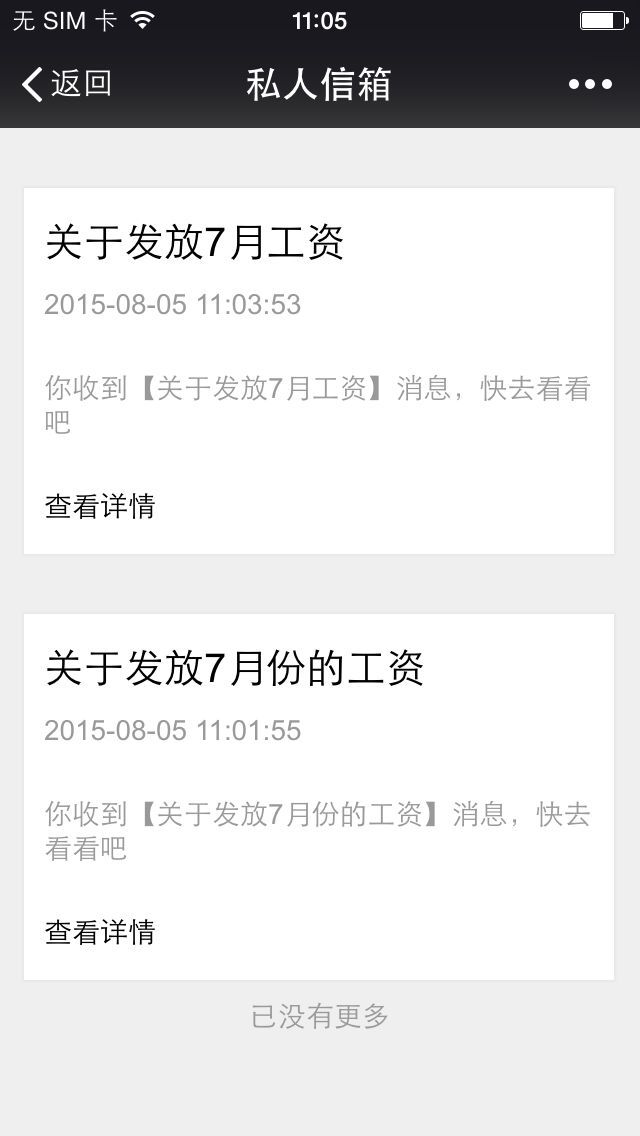 无 SIM 卡 11:05
返回 私人信箱 •••
关于发放7月工资
2015-08-05 11:03:53
你收到【关于发放7月工资】消息，快去看看
吧
查看详情
关于发放7月份的工资
2015-08-05 11:01:55
你收到【关于发放7月份的工资】消息，快去
看看吧
查看详情
已没有更多